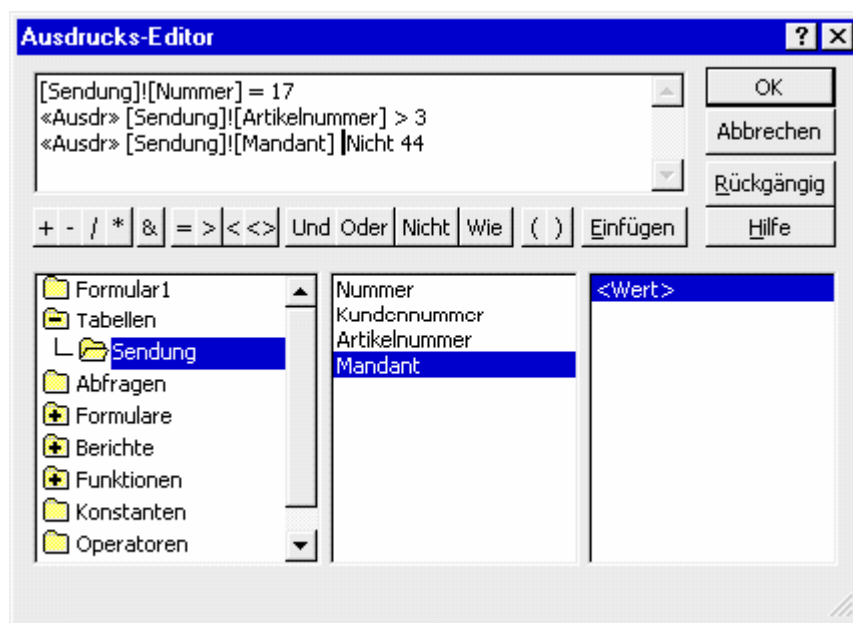 Ausdrucks-Editor
? ×
[Sendung]![Nummer] = 17
«Ausdr» [Sendung]![Artikelnummer] > 3
«Ausdr» [Sendung]![Mandant] Nicht 44
OK
Abbrechen
Rückgängig
Hilfe
+ - / * & = > < <> Und Oder Nicht Wie ( ) Einfügen
Formular1
Tabellen
Sendung
Abfragen
Formulare
Berichte
Funktionen
Konstanten
Operatoren
Nummer
Kundennummer
Artikelnummer
Mandant
<Wert>